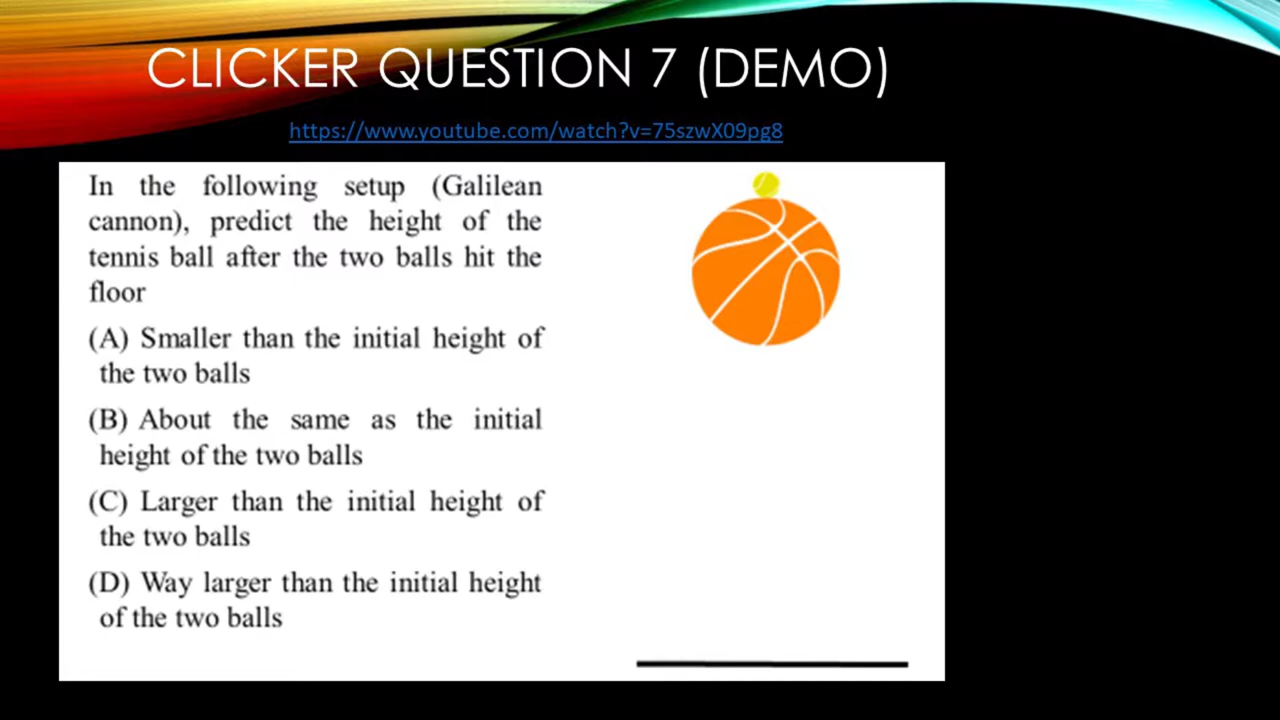 CLICKER QUESTION 7 (DEMO)
https://www.youtube.com/watch?v=75szwX09pg8
In the following setup (Galilean
cannon), predict the height of the
tennis ball after the two balls hit the
floor
(A) Smaller than the initial height of
the two balls
(B) About the same as the initial
height of the two balls
(C) Larger than the initial height of
the two balls
(D) Way larger than the initial height
of the two balls